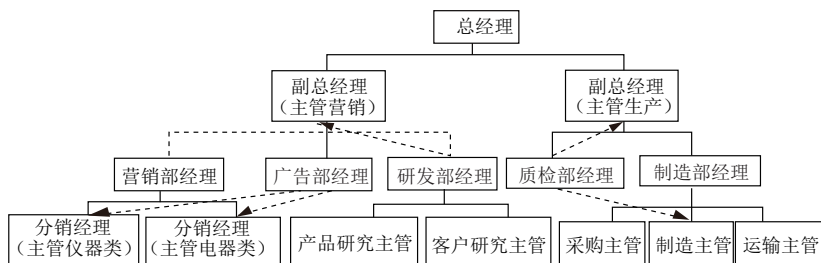 总经理
副总经理
（主管营销）
副总经理
（主管生产）
营销部经理
广告部经理
研发部经理
质检部经理
制造部经理
分销经理
（主管仪器类）
分销经理
（主管电器类）
产品研究主管
客户研究主管
采购主管
制造主管
运输主管